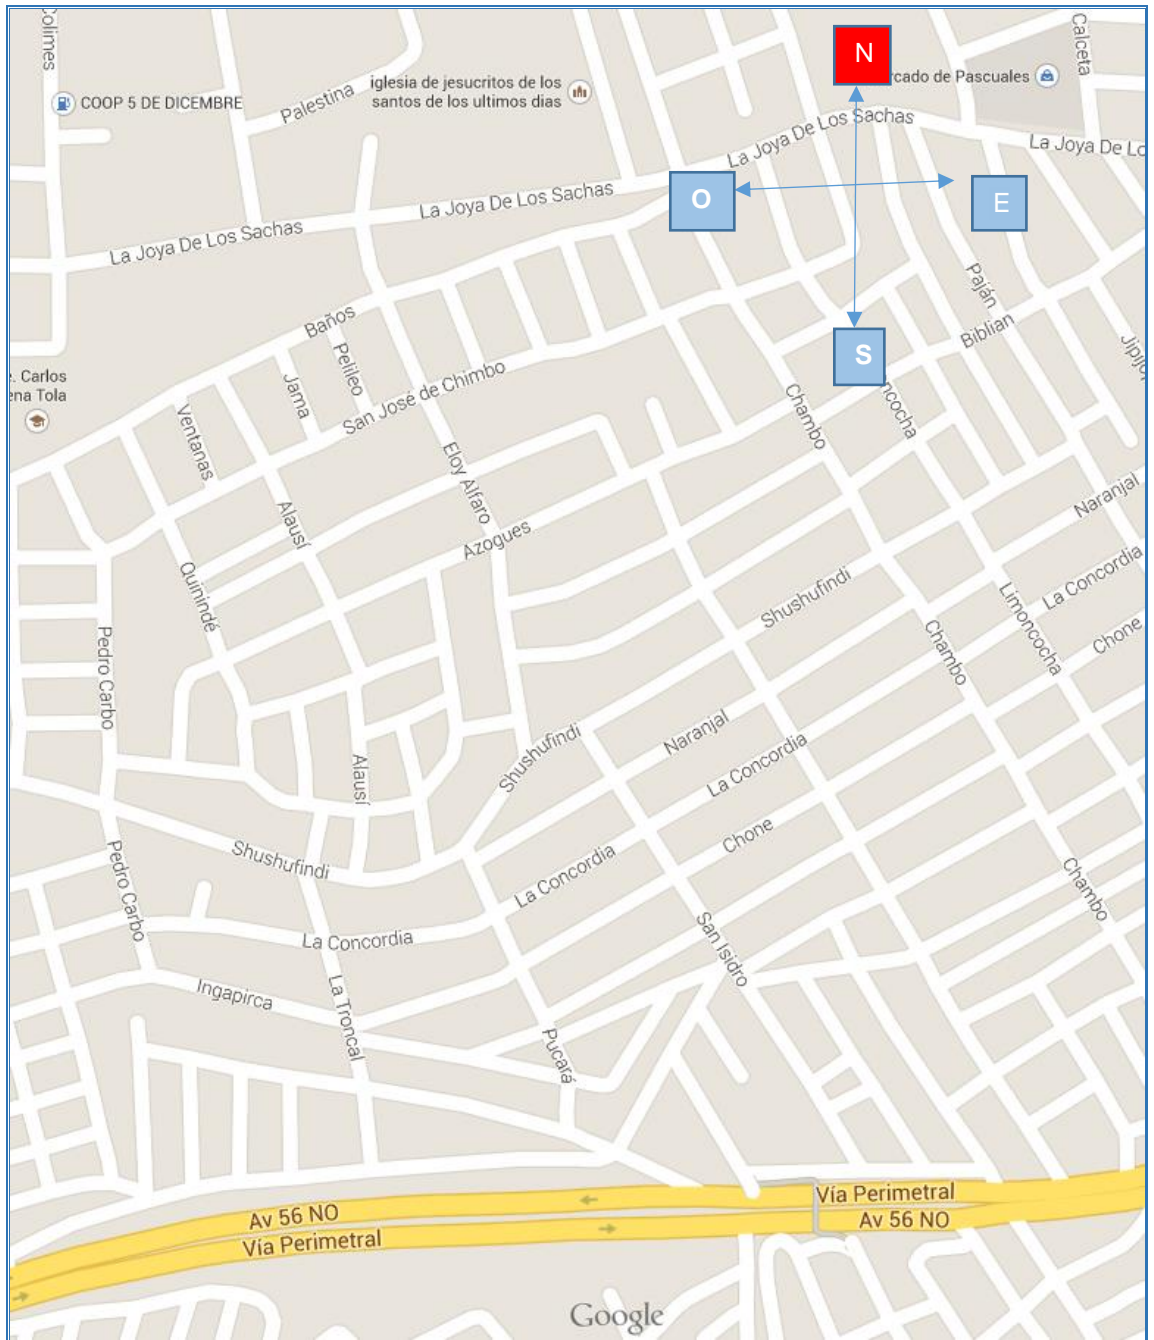 Colimes
N
Calceta
COOP 5 DE DICEMBRE
Palestina
iglesia de jesucritos de los
santos de los ultimos dias
rcado de Pascuales
La Joya De Los Sachas
La Joya De Lo
La Joya De Los Sachas
La Joya De Los Sachas
O
E
Paján
Biblian
Baños
S
Pelileo
Jama
San José de Chimbo
. Carlos
ena Tola
Ventanas
Chambo
ncocha
Eloy Alfaro
Alausí
Azogues
Naranjal
La Concordia
Quinindé
Shushufindi
Limoncocha
Chone
Pedro Carbo
Chambo
Naranjal
Shushufindi
La Concordia
Alausí
Chone
Shushufindi
La Concordia
Pedro Carbo
Chambo
San Isidro
La Concordia
Ingapirca
La Troncal
Pucará
Vía Perimetral
Av 56 NO
Av 56 NO
Vía Perimetral
Google